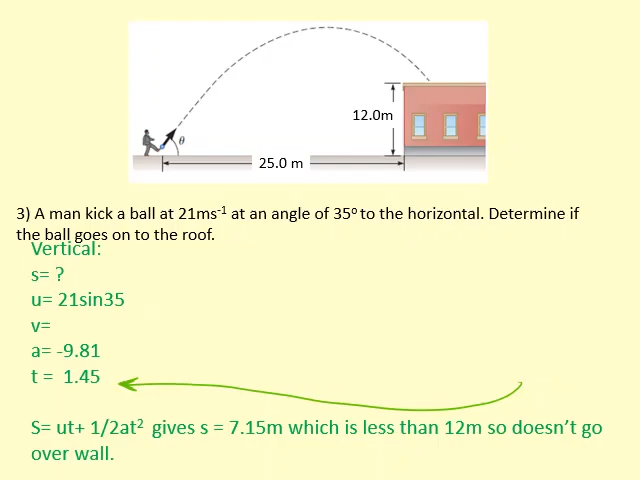 12.0m
θ
25.0 m
3) A man kick a ball at 21ms-1 at an angle of 35o to the horizontal. Determine if
the ball goes on to the roof.
Vertical:
s= ?
u= 21sin35
v=
a= -9.81
t = 1.45
S= ut+ 1/2at2 gives s = 7.15m which is less than 12m so doesn’t go
over wall.